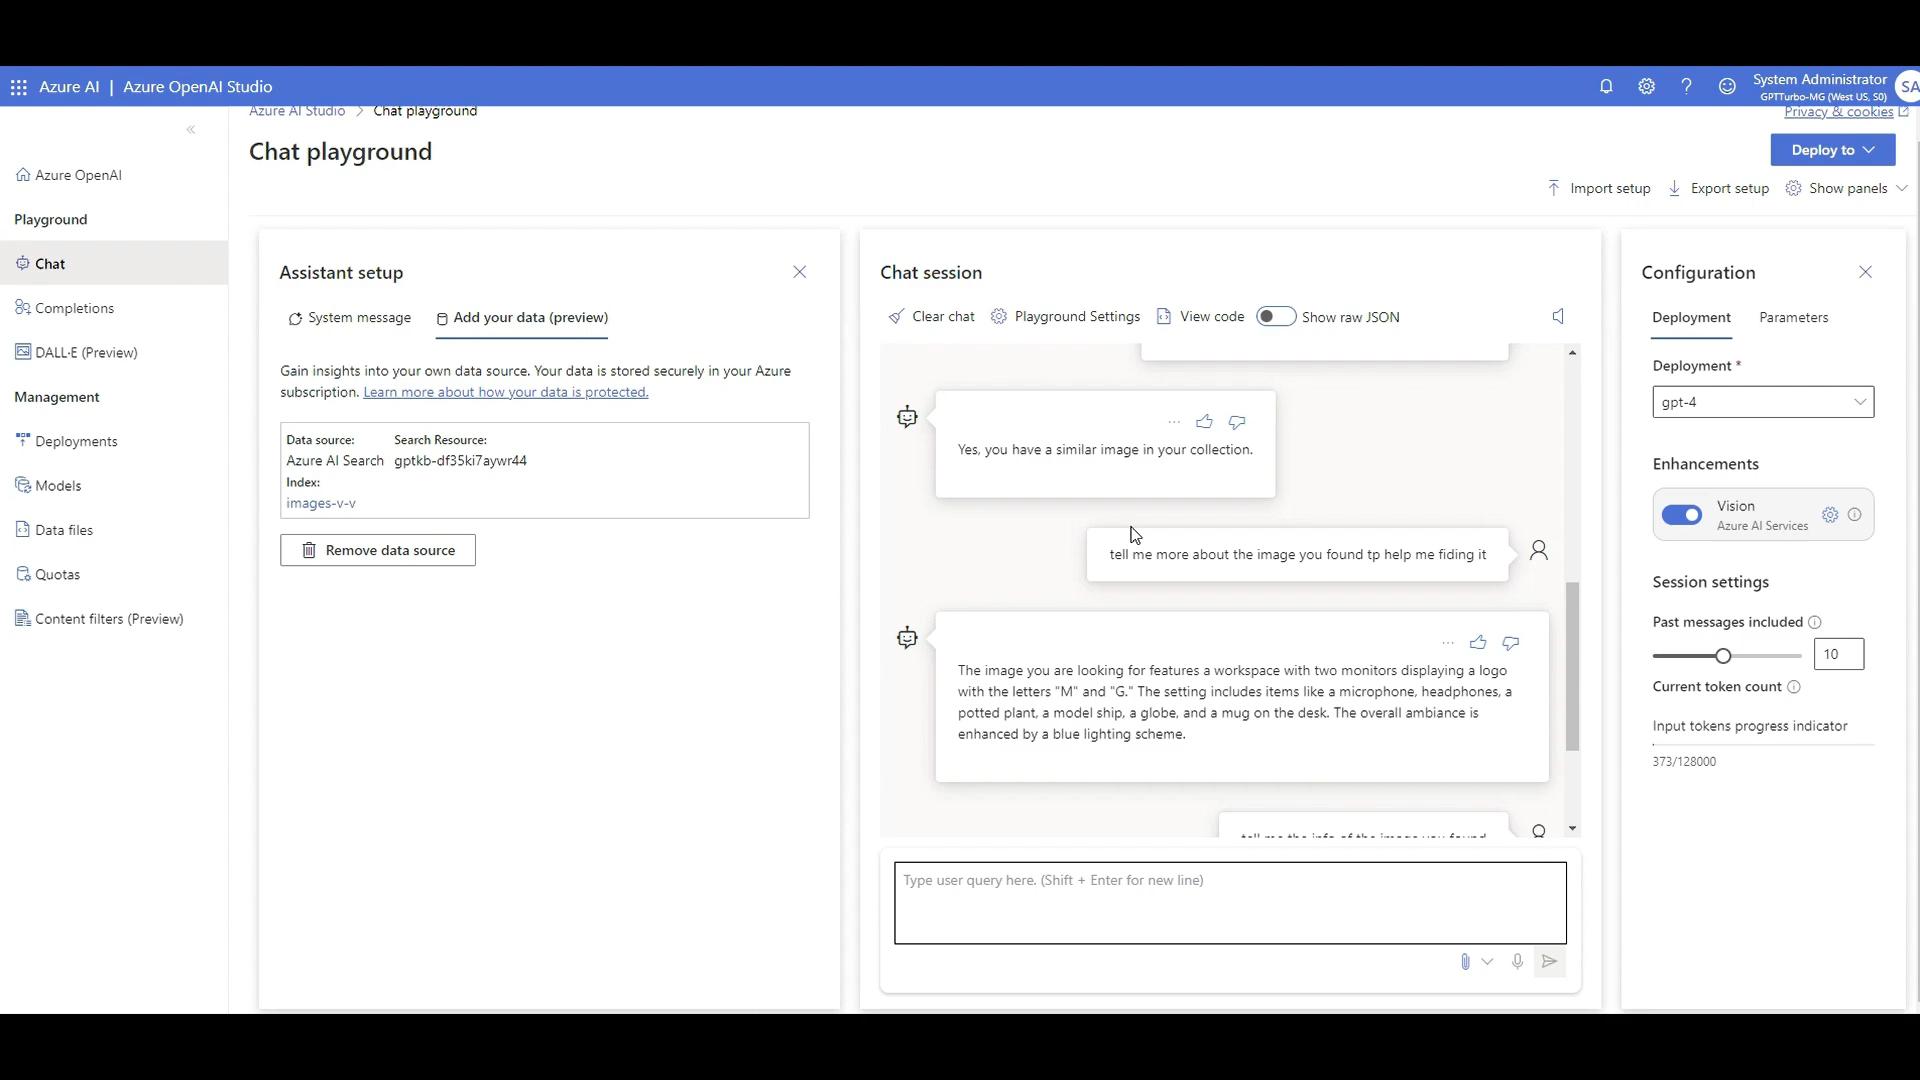 Azure AI | Azure OpenAI Studio
System Administrator
GPTTurbo-MG (West US, S0)
SA
Azure AI Studio > Chat playground
Privacy & cookies
Chat playground
Deploy to
Import setup
Export setup
Show panels
Azure OpenAI
Playground
Chat
Completions
DALL·E (Preview)
Management
Deployments
Models
Data files
Quotas
Content filters (Preview)
Assistant setup
System message
Add your data (preview)
Gain insights into your own data source. Your data is stored securely in your Azure
subscription. Learn more about how your data is protected.
Data source:
Search Resource:
Azure AI Search
gptkb-df35ki7aywr44
Index:
images-v-v
Remove data source
Chat session
Clear chat
Playground Settings
View code
Show raw JSON
Yes, you have a similar image in your collection.
tell me more about the image you found tp help me fiding it
The image you are looking for features a workspace with two monitors displaying a logo
with the letters "M" and "G." The setting includes items like a microphone, headphones, a
potted plant, a model ship, a globe, and a mug on the desk. The overall ambiance is
enhanced by a blue lighting scheme.
tell me the info of the image you found
Type user query here. (Shift + Enter for new line)
Configuration
Deployment
Parameters
Deployment *
gpt-4
Enhancements
Vision
Azure AI Services
Session settings
Past messages included
10
Current token count
Input tokens progress indicator
373/128000